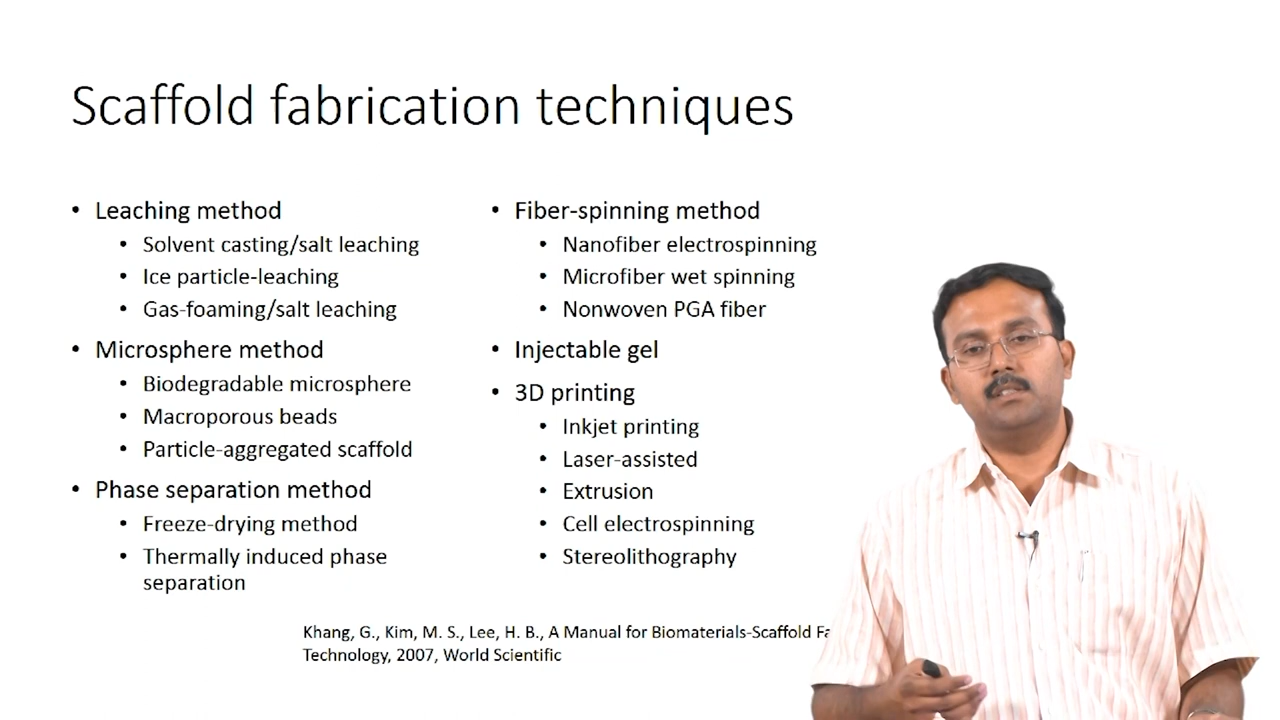 Scaffold fabrication techniques
• Leaching method
• Solvent casting/salt leaching
• Ice particle-leaching
• Gas-foaming/salt leaching
• Microsphere method
• Biodegradable microsphere
• Macroporous beads
• Particle-aggregated scaffold
• Phase separation method
• Freeze-drying method
• Thermally induced phase
separation
• Fiber-spinning method
• Nanofiber electrospinning
• Microfiber wet spinning
• Nonwoven PGA fiber
• Injectable gel
• 3D printing
• Inkjet printing
• Laser-assisted
• Extrusion
• Cell electrospinning
• Stereolithography
Khang, G., Kim, M. S., Lee, H. B., A Manual for Biomaterials-Scaffold
Technology, 2007, World Scientific